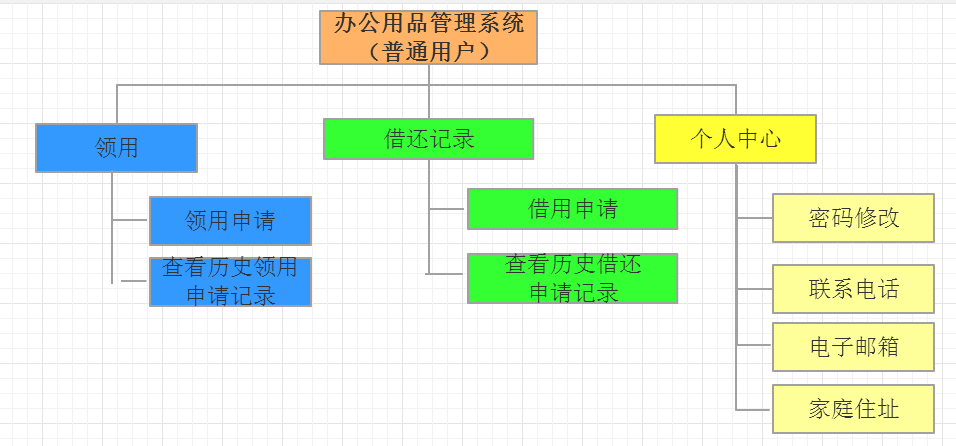 办公用品管理系统
（普通用户）
领用
借还记录
个人中心
领用申请
查看历史领用
申请记录
借用申请
查看历史借还
申请记录
密码修改
联系电话
电子邮箱
家庭住址